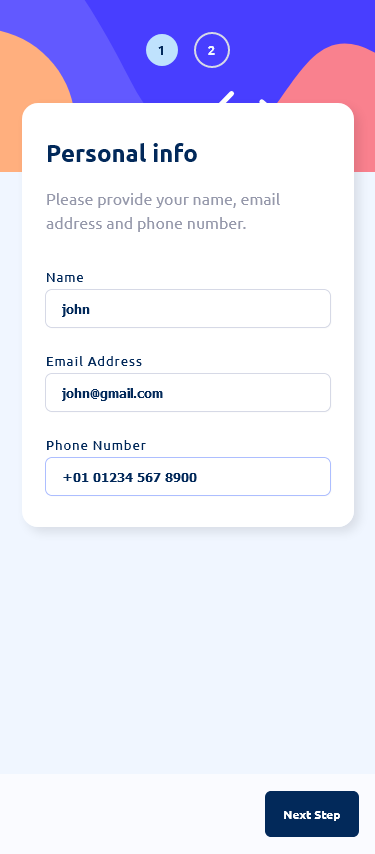 1 2
Personal info
Please provide your name, email
address and phone number.
Name
john
Email Address
john@gmail.com
Phone Number
+01 01234 567 8900
Next Step